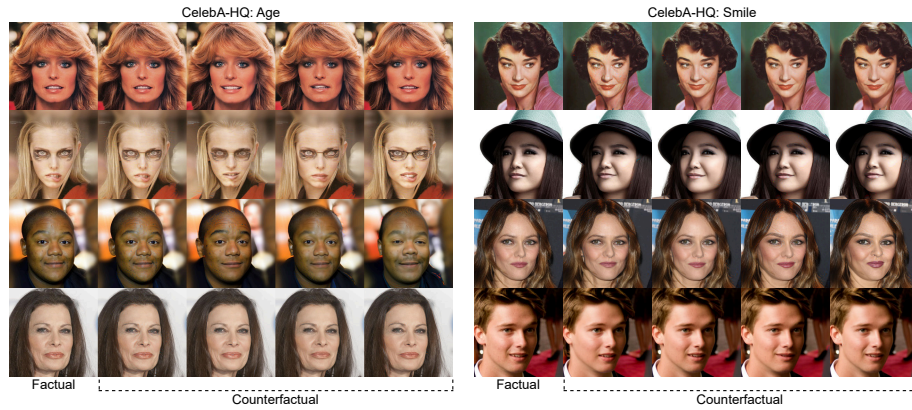 CelebA-HQ: Age
CelebA-HQ: Smile
Factual
Counterfactual
Factual
Counterfactual